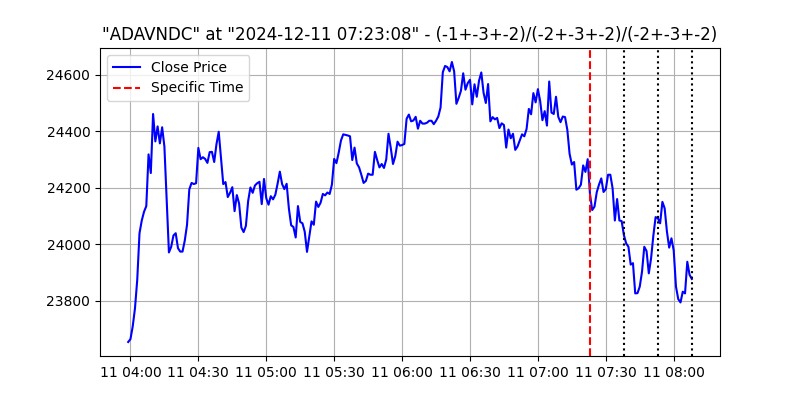 "ADAVNDC" at "2024-12-11 07:23:08" - (-1+-3+-2)/(-2+-3+-2)/(-2+-3+-2)
Close Price
Specific Time
24600
24400
24200
24000
23800
11 04:00 11 04:30 11 05:00 11 05:30 11 06:00 11 06:30 11 07:00 11 07:30 11 08:00